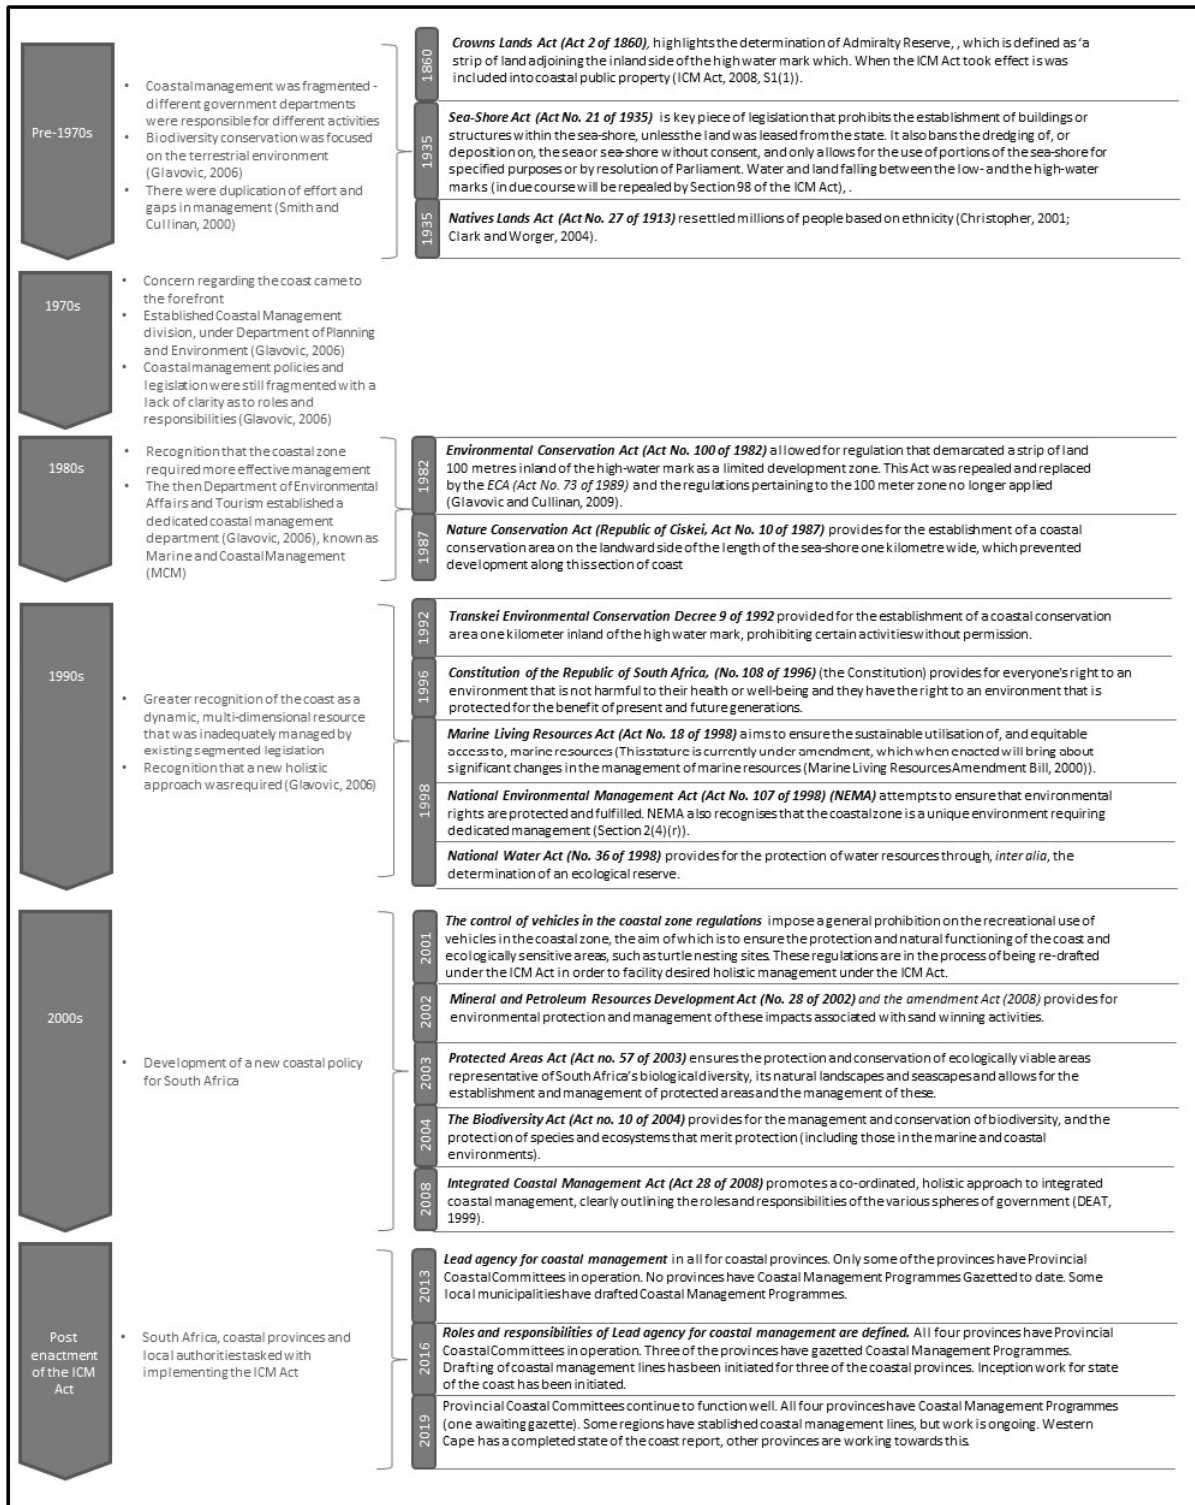 Pre-1970s
• Coastal management was fragmented -
different government departments
were responsible for different activities
• Biodiversity conservation was focused
on the terrestrial environment
(Glavovic, 2006)
• There were duplication of effort and
gaps in management (Smith and
Cullinan, 2000)
1860
Crowns Lands Act (Act 2 of 1860), highlights the determination of Admiralty Reserve, , which is defined as 'a
strip of land adjoining the inland side of the high water mark which. When the ICM Act took effect is was
included into coastal public property (ICM Act, 2008, S1(1)).
1935
Sea-Shore Act (Act No. 21 of 1935) is key piece of legislation that prohibits the establishment of buildings or
structures within the sea-shore, unless the land was leased from the state. It also bans the dredging of, or
deposition on, the sea or sea-shore without consent, and only allows for the use of portions of the sea-shore for
specified purposes or by resolution of Parliament. Water and land falling between the low- and the high-water
marks (in due course will be repealed by Section 98 of the ICM Act), .
1935
Natives Lands Act (Act No. 27 of 1913) resettled millions of people based on ethnicity (Christopher, 2001;
Clark and Worger, 2004).
1970s
• Concern regarding the coast came to
the forefront
• Established Coastal Management
division, under Department of Planning
and Environment (Glavovic, 2006)
• Coastal management policies and
legislation were still fragmented with a
lack of clarity as to roles and
responsibilities (Glavovic, 2006)
1980s
• Recognition that the coastal zone
required more effective management
• The then Department of Environmental
Affairs and Tourism established a
dedicated coastal management
department (Glavovic, 2006), known as
Marine and Coastal Management
(MCM)
1982
Environmental Conservation Act (Act No. 100 of 1982) allowed for regulation that demarcated a strip of land
100 metres inland of the high-water mark as a limited development zone. This Act was repealed and replaced
by the ECA (Act No. 73 of 1989) and the regulations pertaining to the 100 meter zone no longer applied
(Glavovic and Cullinan, 2009).
1987
Nature Conservation Act (Republic of Ciskei, Act No. 10 of 1987) provides for the establishment of a coastal
conservation area on the landward side of the length of the sea-shore one kilometre wide, which prevented
development along this section of coast
1990s
• Greater recognition of the coast as a
dynamic, multi-dimensional resource
that was inadequately managed by
existing segmented legislation
• Recognition that a new holistic
approach was required (Glavovic, 2006)
1992
Transkei Environmental Conservation Decree 9 of 1992 provided for the establishment of a coastal conservation
area one kilometer inland of the high water mark, prohibiting certain activities without permission.
1996
Constitution of the Republic of South Africa, (No. 108 of 1996) (the Constitution) provides for everyone's right to an
environment that is not harmful to their health or well-being and they have the right to an environment that is
protected for the benefit of present and future generations.
1998
Marine Living Resources Act (Act No. 18 of 1998) aims to ensure the sustainable utilisation of, and equitable
access to, marine resources (This stature is currently under amendment, which when enacted will bring about
significant changes in the management of marine resources (Marine Living Resources Amendment Bill, 2000)).
National Environmental Management Act (Act No. 107 of 1998) (NEMA) attempts to ensure that environmental
rights are protected and fulfilled. NEMA also recognises that the coastal zone is a unique environment requiring
dedicated management (Section 2(4)(r)).
National Water Act (No. 36 of 1998) provides for the protection of water resources through, inter alia, the
determination of an ecological reserve.
2000s
• Development of a new coastal policy
for South Africa
2001
The control of vehicles in the coastal zone regulations impose a general prohibition on the recreational use of
vehicles in the coastal zone, the aim of which is to ensure the protection and natural functioning of the coast and
ecologically sensitive areas, such as turtle nesting sites. These regulations are in the process of being re-drafted
under the ICM Act in order to facility desired holistic management under the ICM Act.
2002
Mineral and Petroleum Resources Development Act (No. 28 of 2002) and the amendment Act (2008) provides for
environmental protection and management of these impacts associated with sand winning activities.
2003
Protected Areas Act (Act no. 57 of 2003) ensures the protection and conservation of ecologically viable areas
representative of South Africa's biological diversity, its natural landscapes and seascapes and allows for the
establishment and management of protected areas and the management of these.
2004
The Biodiversity Act (Act no. 10 of 2004) provides for the management and conservation of biodiversity, and the
protection of species and ecosystems that merit protection (including those in the marine and coastal
environments).
2008
Integrated Coastal Management Act (Act 28 of 2008) promotes a co-ordinated, holistic approach to integrated
coastal management, clearly outlining the roles and responsibilities of the various spheres of government (DEAT,
1999).
Post
enactment
of the ICM
Act
• South Africa, coastal provinces and
local authorities tasked with
implementing the ICM Act
2013
Lead agency for coastal management in all for coastal provinces. Only some of the provinces have Provincial
Coastal Committees in operation. No provinces have Coastal Management Programmes Gazetted to date. Some
local municipalities have drafted Coastal Management Programmes.
2016
Roles and responsibilities of Lead agency for coastal management are defined. All four provinces have Provincial
Coastal Committees in operation. Three of the provinces have gazetted Coastal Management Programmes.
Drafting of coastal management lines has been initiated for three of the coastal provinces. Inception work for state
of the coast has been initiated.
2019
Provincial Coastal Committees continue to function well. All four provinces have Coastal Management Programmes
(one awaiting gazette). Some regions have stablished coastal management lines, but work is ongoing. Western
Cape has a completed state of the coast report, other provinces are working towards this.